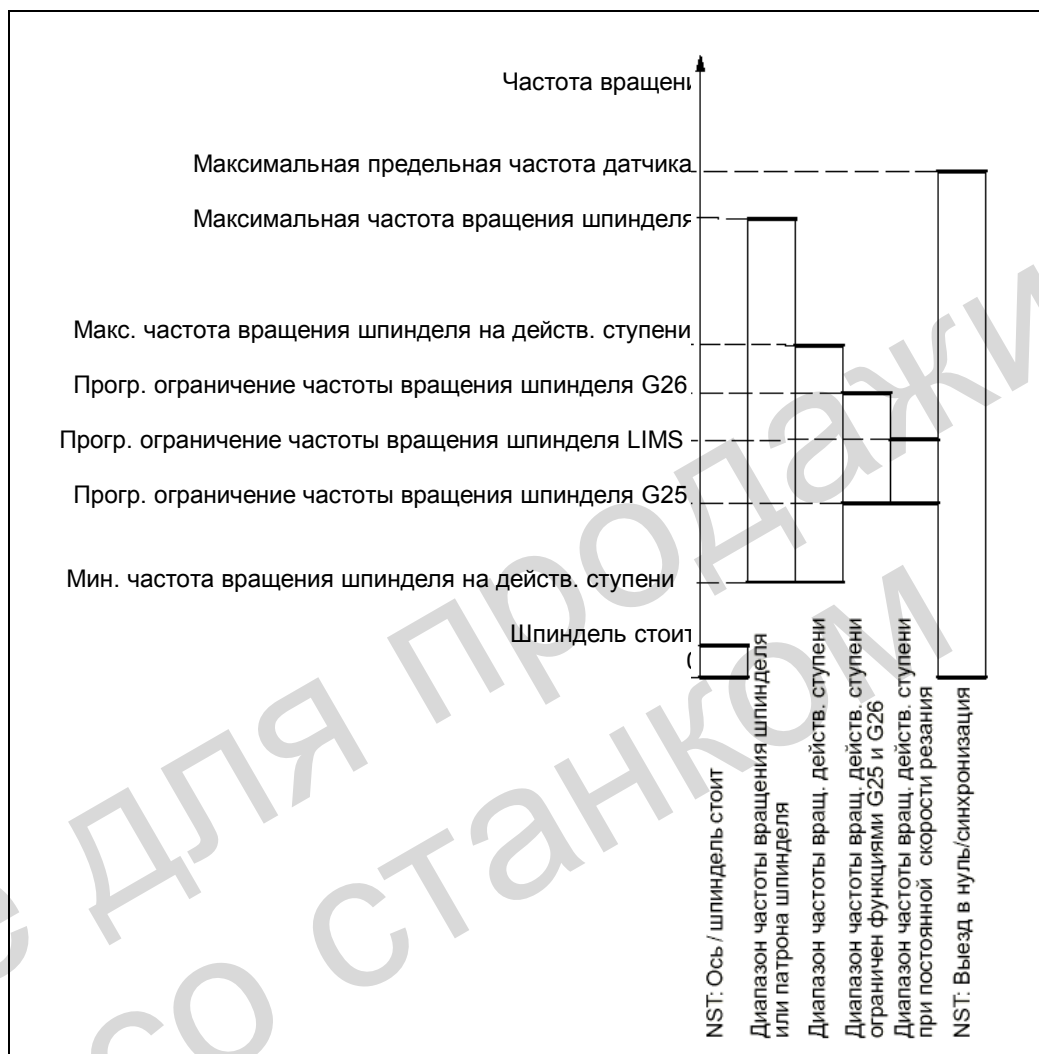 Частота вращени
Максимальная предельная частота датчика
Максимальная частота вращения шпинделя
Макс. частота вращения шпинделя на действ. ступени
Прогр. ограничение частоты вращения шпинделя G26
Прогр. ограничение частоты вращения шпинделя LIMS
Прогр. ограничение частоты вращения шпинделя G25
Мин. частота вращения шпинделя на действ. ступени
Шпиндель стоит
NST: Ось / шпиндель стоит
Диапазон частоты вращения шпинделя
или патрона шпинделя
Диапазон частоты вращ. действ. ступени
Диапазон частоты вращ. действ. ступени
ограничен функциями G25 и G26
Диапазон частоты вращ. действ. ступени
при постоянной скорости резания
NST: Выезд в нуль/синхронизация
е для продажи
со станком